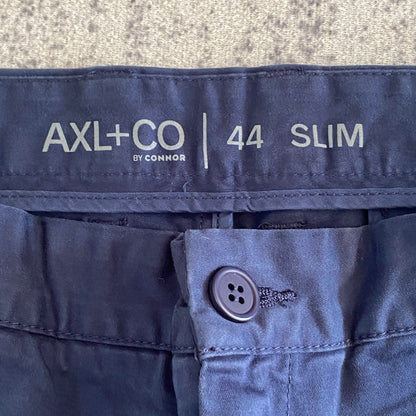 AXL+CO | 44 SLIM
BY CONNOR